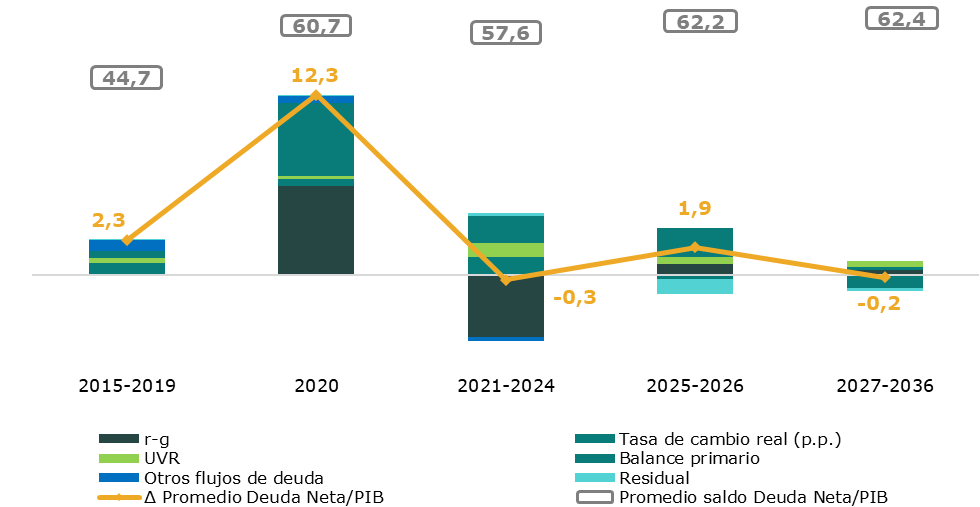 60,7
57,6
62,2
62,4
44,7
12,3
2,3
1,9
-0,3
-0,2
2015-2019
2020
2021-2024
2025-2026
2027-2036
r-g
Tasa de cambio real (p.p.)
UVR
Balance primario
Otros flujos de deuda
Residual
Δ Promedio Deuda Neta/PIB
Promedio saldo Deuda Neta/PIB